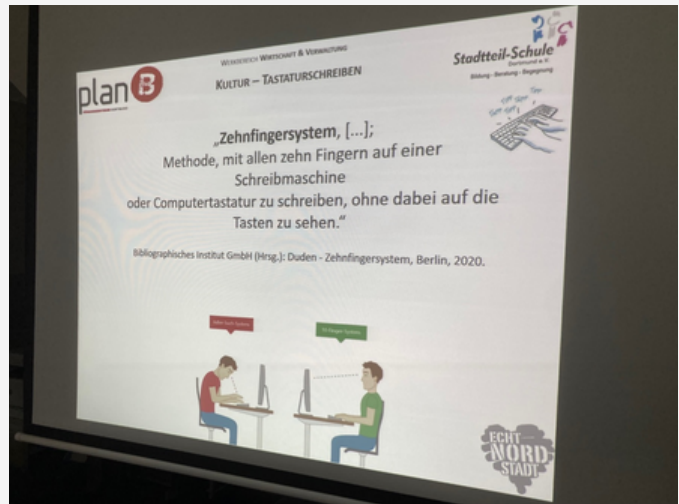 WERKBEREICH WIRTSCHAFT & VERWALTUNG
KULTUR – TASTATURSCHREIBEN
plan B
Stadtteil-Schule
Dortmund e.V.
Bildung - Beratung - Begegnung
„Zehnfingersystem, [...];
Methode, mit allen zehn Fingern auf einer
Schreibmaschine
oder Computertastatur zu schreiben, ohne dabei auf die
Tasten zu sehen.“
Bibliographisches Institut GmbH (Hrsg.): Duden - Zehnfingersystem, Berlin, 2020.
ECHT
NORD
STADT